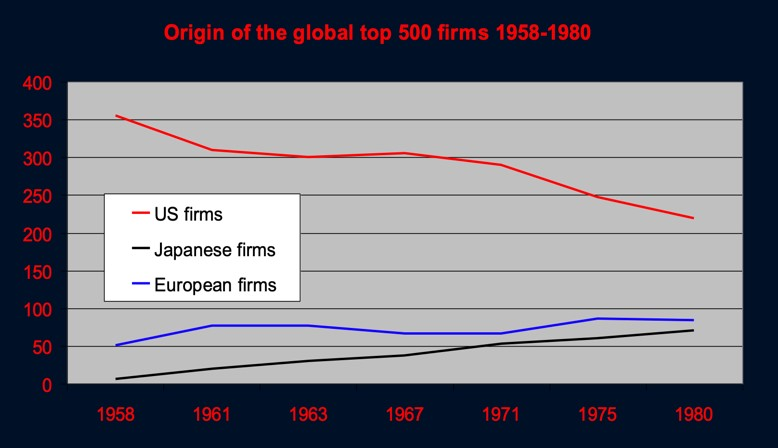 Origin of the global top 500 firms 1958-1980
400
350
300
250
200
150
100
50
0
US firms
Japanese firms
European firms
1958 1961 1963 1967 1971 1975 1980